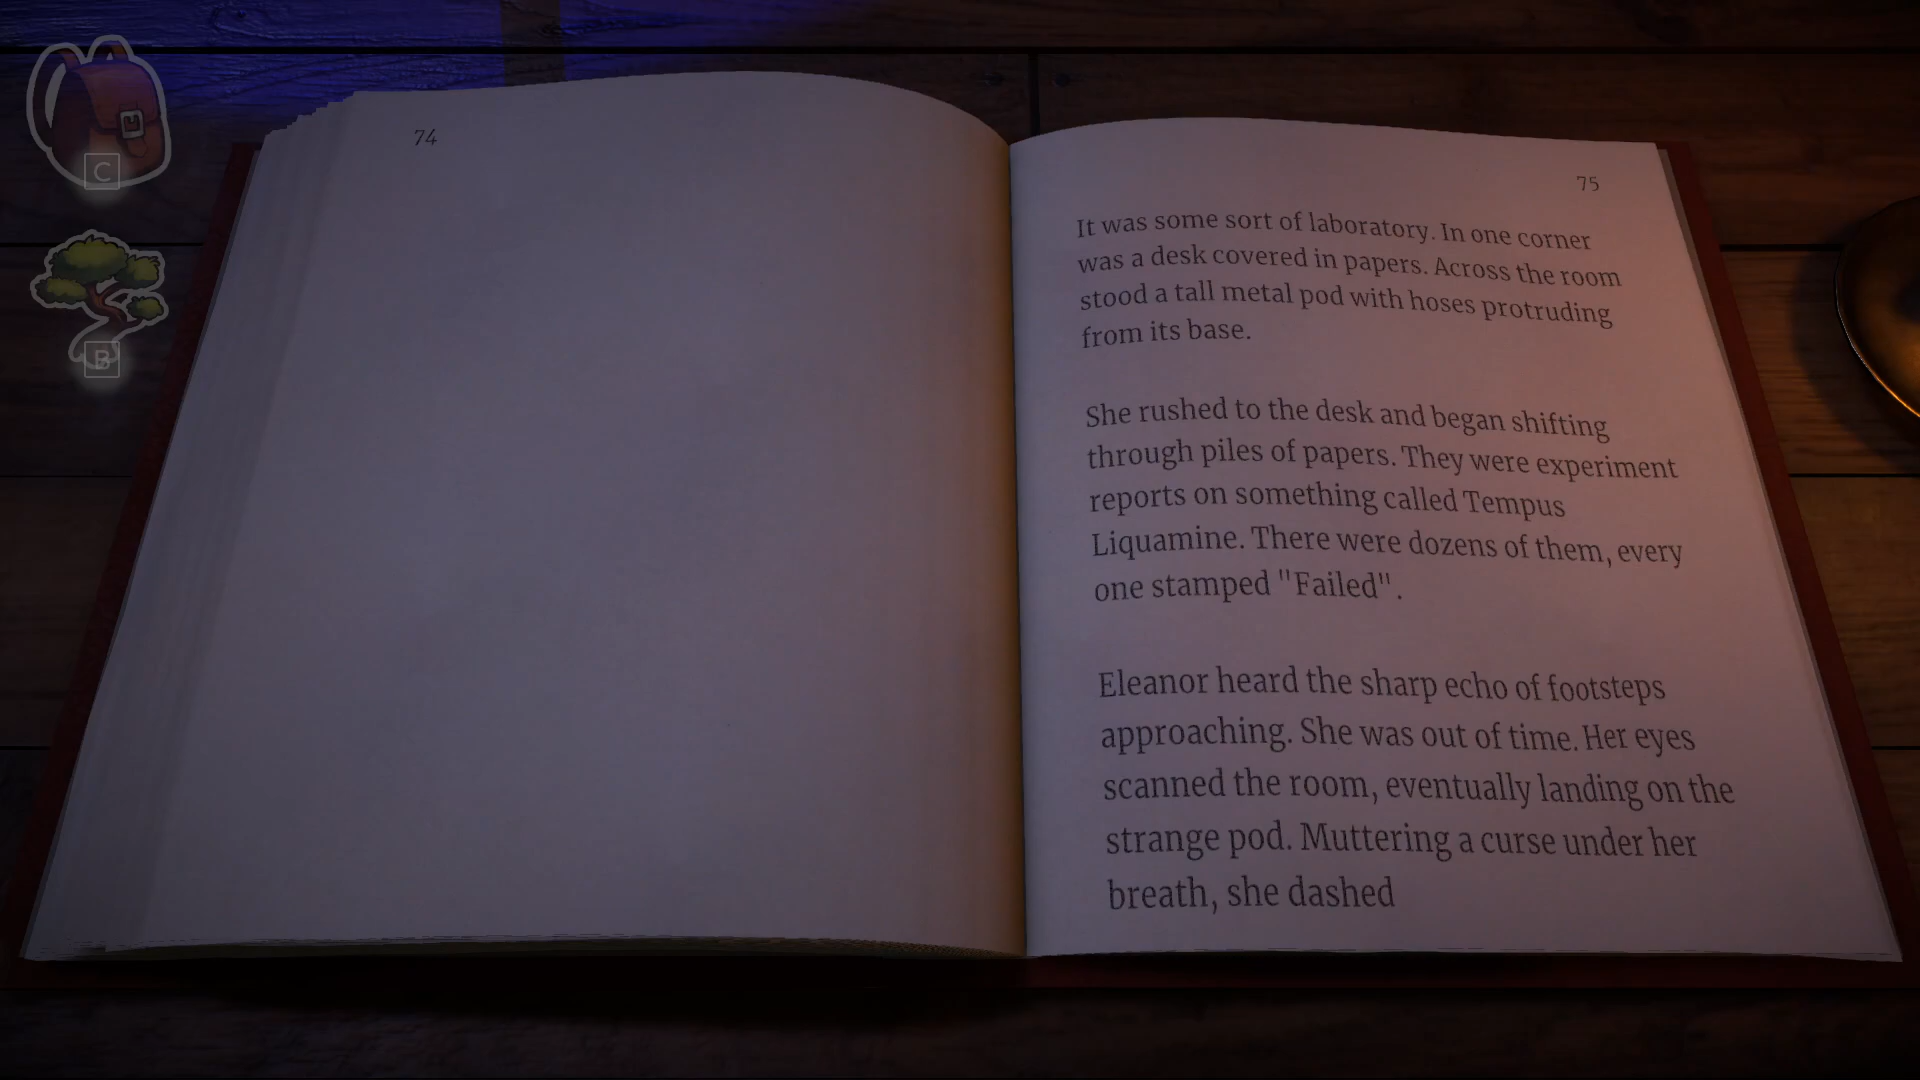 C
B
74
75
It was some sort of laboratory. In one corner
was a desk covered in papers. Across the room
stood a tall metal pod with hoses protruding
from its base.
She rushed to the desk and began shifting
through piles of papers. They were experiment
reports on something called Tempus
Liquamine. There were dozens of them, every
one stamped "Failed".
Eleanor heard the sharp echo of footsteps
approaching. She was out of time. Her eyes
scanned the room, eventually landing on the
strange pod. Muttering a curse under her
breath, she dashed